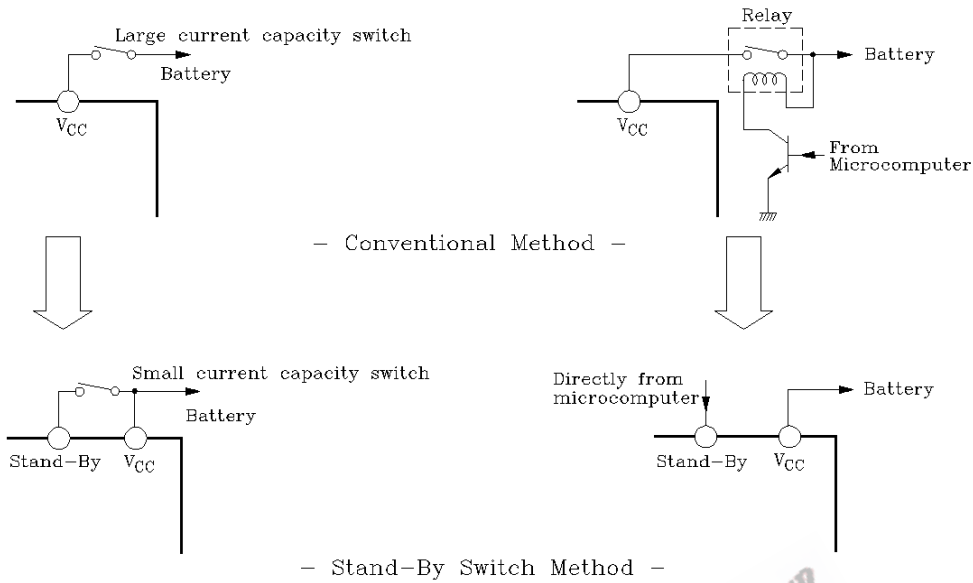 Large current capacity switch
Battery
VCC
Relay
Battery
VCC
From
Microcomputer
- Conventional Method -
Small current capacity switch
Battery
Stand-By
VCC
Directly from
microcomputer
Battery
Stand-By
VCC
- Stand-By Switch Method -